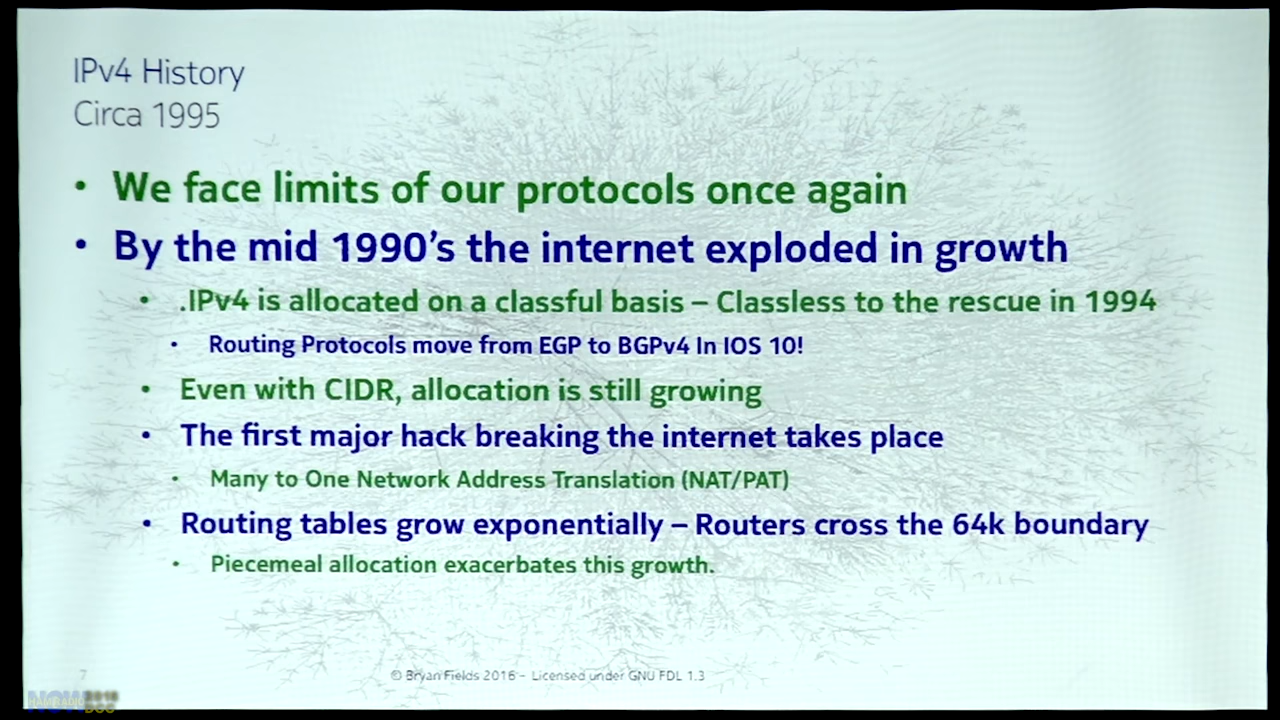 IPv4 History
Circa 1995
• We face limits of our protocols once again
• By the mid 1990's the internet exploded in growth
• .IPv4 is allocated on a classful basis – Classless to the rescue in 1994
• Routing Protocols move from EGP to BGPv4 In IOS 10!
• Even with CIDR, allocation is still growing
• The first major hack breaking the internet takes place
• Many to One Network Address Translation (NAT/PAT)
• Routing tables grow exponentially – Routers cross the 64k boundary
• Piecemeal allocation exacerbates this growth.
7
© Bryan Fields 2016 – Licensed under GNU FDL 1.3